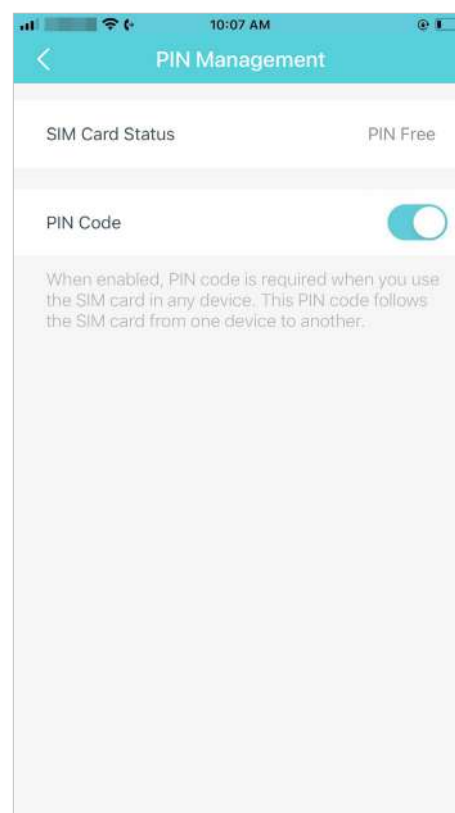 10:07 AM
PIN Management
SIM Card Status PIN Free
PIN Code
When enabled, PIN code is required when you use
the SIM card in any device. This PIN code follows
the SIM card from one device to another.